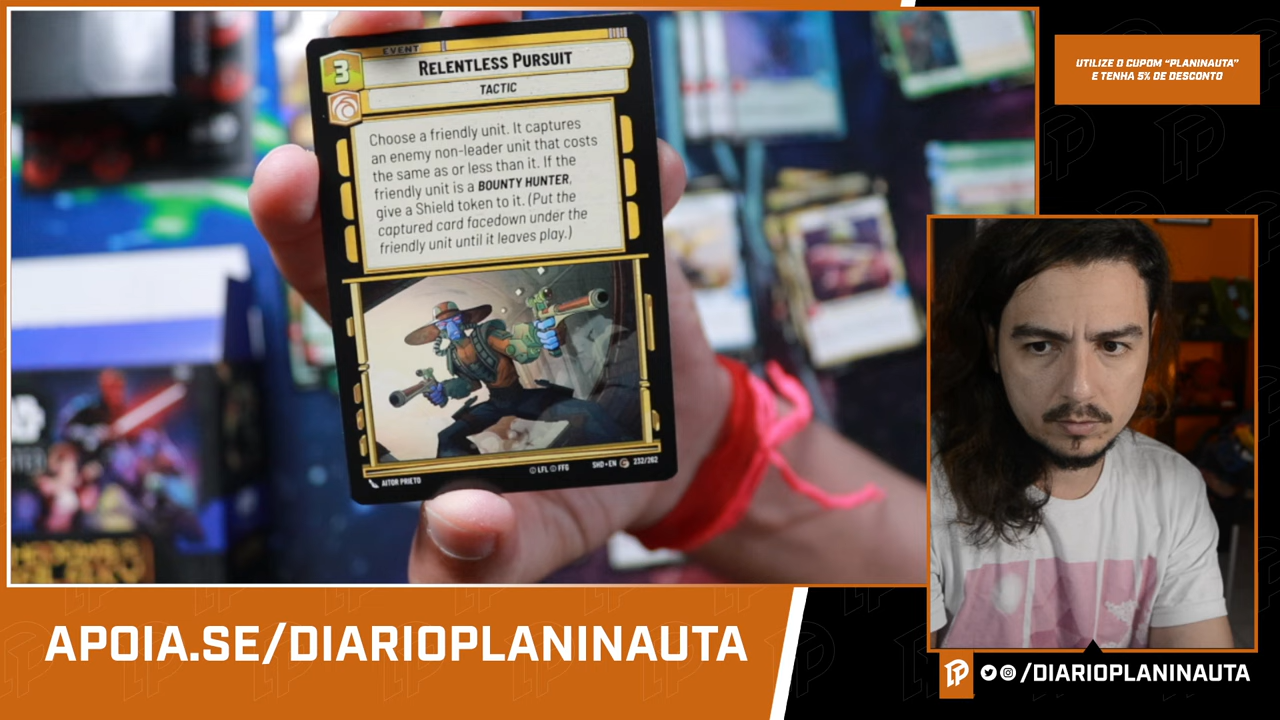 EVENT
3
RELENTLESS PURSUIT
TACTIC
Choose a friendly unit. It captures
an enemy non-leader unit that costs
the same as or less than it. If the
friendly unit is a BOUNTY HUNTER,
give a Shield token to it. (Put the
captured card facedown under the
friendly unit until it leaves play.)
© LFL © FFG
SHD • EN 232/262
AITOR PRIETO
UTILIZE O CUPOM "PLANINAUTA"
E TENHA 5% DE DESCONTO
APOIA.SE/DIARIOPLANINAUTA
/DIARIOPLANINAUTA